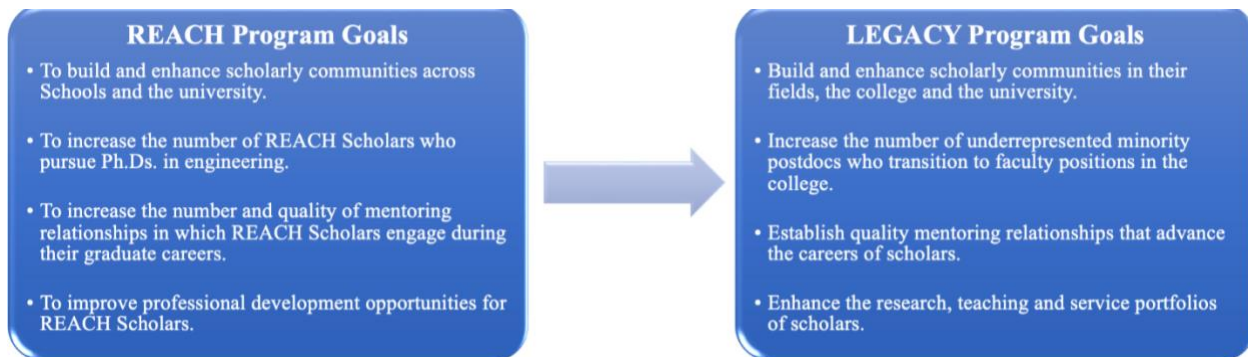 REACH Program Goals
• To build and enhance scholarly communities across
Schools and the university.
• To increase the number of REACH Scholars who
pursue Ph.Ds. in engineering.
• To increase the number and quality of mentoring
relationships in which REACH Scholars engage during
their graduate careers.
• To improve professional development opportunities for
REACH Scholars.
LEGACY Program Goals
• Build and enhance scholarly communities in their
fields, the college and the university.
• Increase the number of underrepresented minority
postdocs who transition to faculty positions in the
college.
• Establish quality mentoring relationships that advance
the careers of scholars.
• Enhance the research, teaching and service portfolios
of scholars.